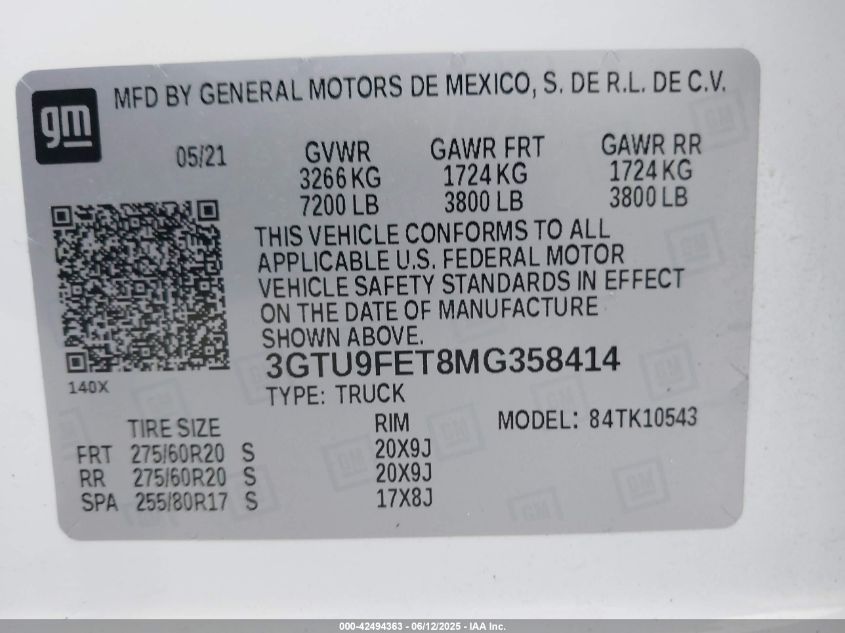 gm
MFD BY GENERAL MOTORS DE MEXICO, S. DE R.L. DE C.V.
05/21 GVWR GAWR FRT GAWR RR
3266 KG 1724 KG 1724 KG
7200 LB 3800 LB 3800 LB
THIS VEHICLE CONFORMS TO ALL
APPLICABLE U.S. FEDERAL MOTOR
VEHICLE SAFETY STANDARDS IN EFFECT
ON THE DATE OF MANUFACTURE
SHOWN ABOVE.
3GTU9FET8MG358414
140X
TYPE: TRUCK
TIRE SIZE RIM MODEL: 84TK10543
FRT 275/60R20 S 20X9J
RR 275/60R20 S 20X9J
SPA 255/80R17 S 17X8J
000-42494363 - 06/12/2025 - IAA Inc.